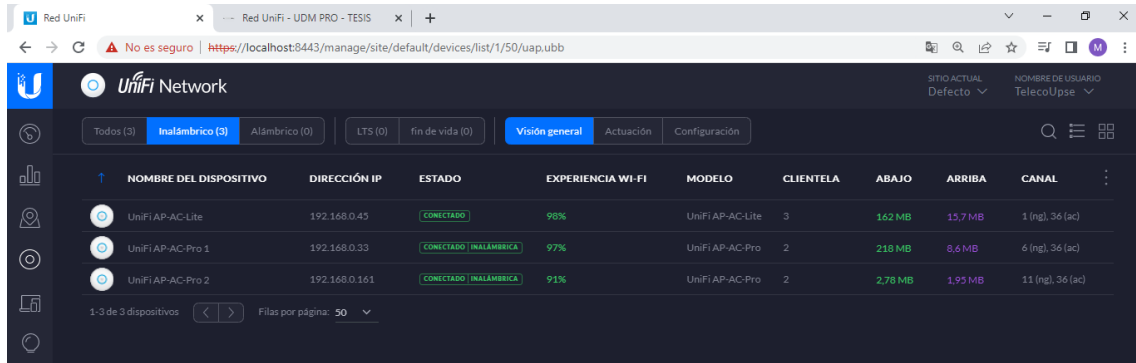 Red UniFi
Red UniFi - UDM PRO - TESIS
No es seguro https://localhost:8443/manage/site/default/devices/list/1/50/uap.ubb
M
UniFi Network
SITIO ACTUAL
Defecto
NOMBRE DE USUARIO
TelecoUpse
Todos (3) Inalámbrico (3) Alámbrico (0) LTS (0) fin de vida (0) Visión general Actuación Configuración
NOMBRE DEL DISPOSITIVO DIRECCIÓN IP ESTADO EXPERIENCIA WI-FI MODELO CLIENTELA ABAJO ARRIBA CANAL
UniFi AP-AC-Lite 192.168.0.45 CONECTADO 98% UniFi AP-AC-Lite 3 162 MB 15,7 MB 1 (ng), 36 (ac)
UniFi AP-AC-Pro 1 192.168.0.33 CONECTADO INALÁMBRICA 97% UniFi AP-AC-Pro 2 218 MB 8,6 MB 6 (ng), 36 (ac)
UniFi AP-AC-Pro 2 192.168.0.161 CONECTADO INALÁMBRICA 91% UniFi AP-AC-Pro 2 2,78 MB 1,95 MB 11 (ng), 36 (ac)
1-3 de 3 dispositivos Filas por página: 50